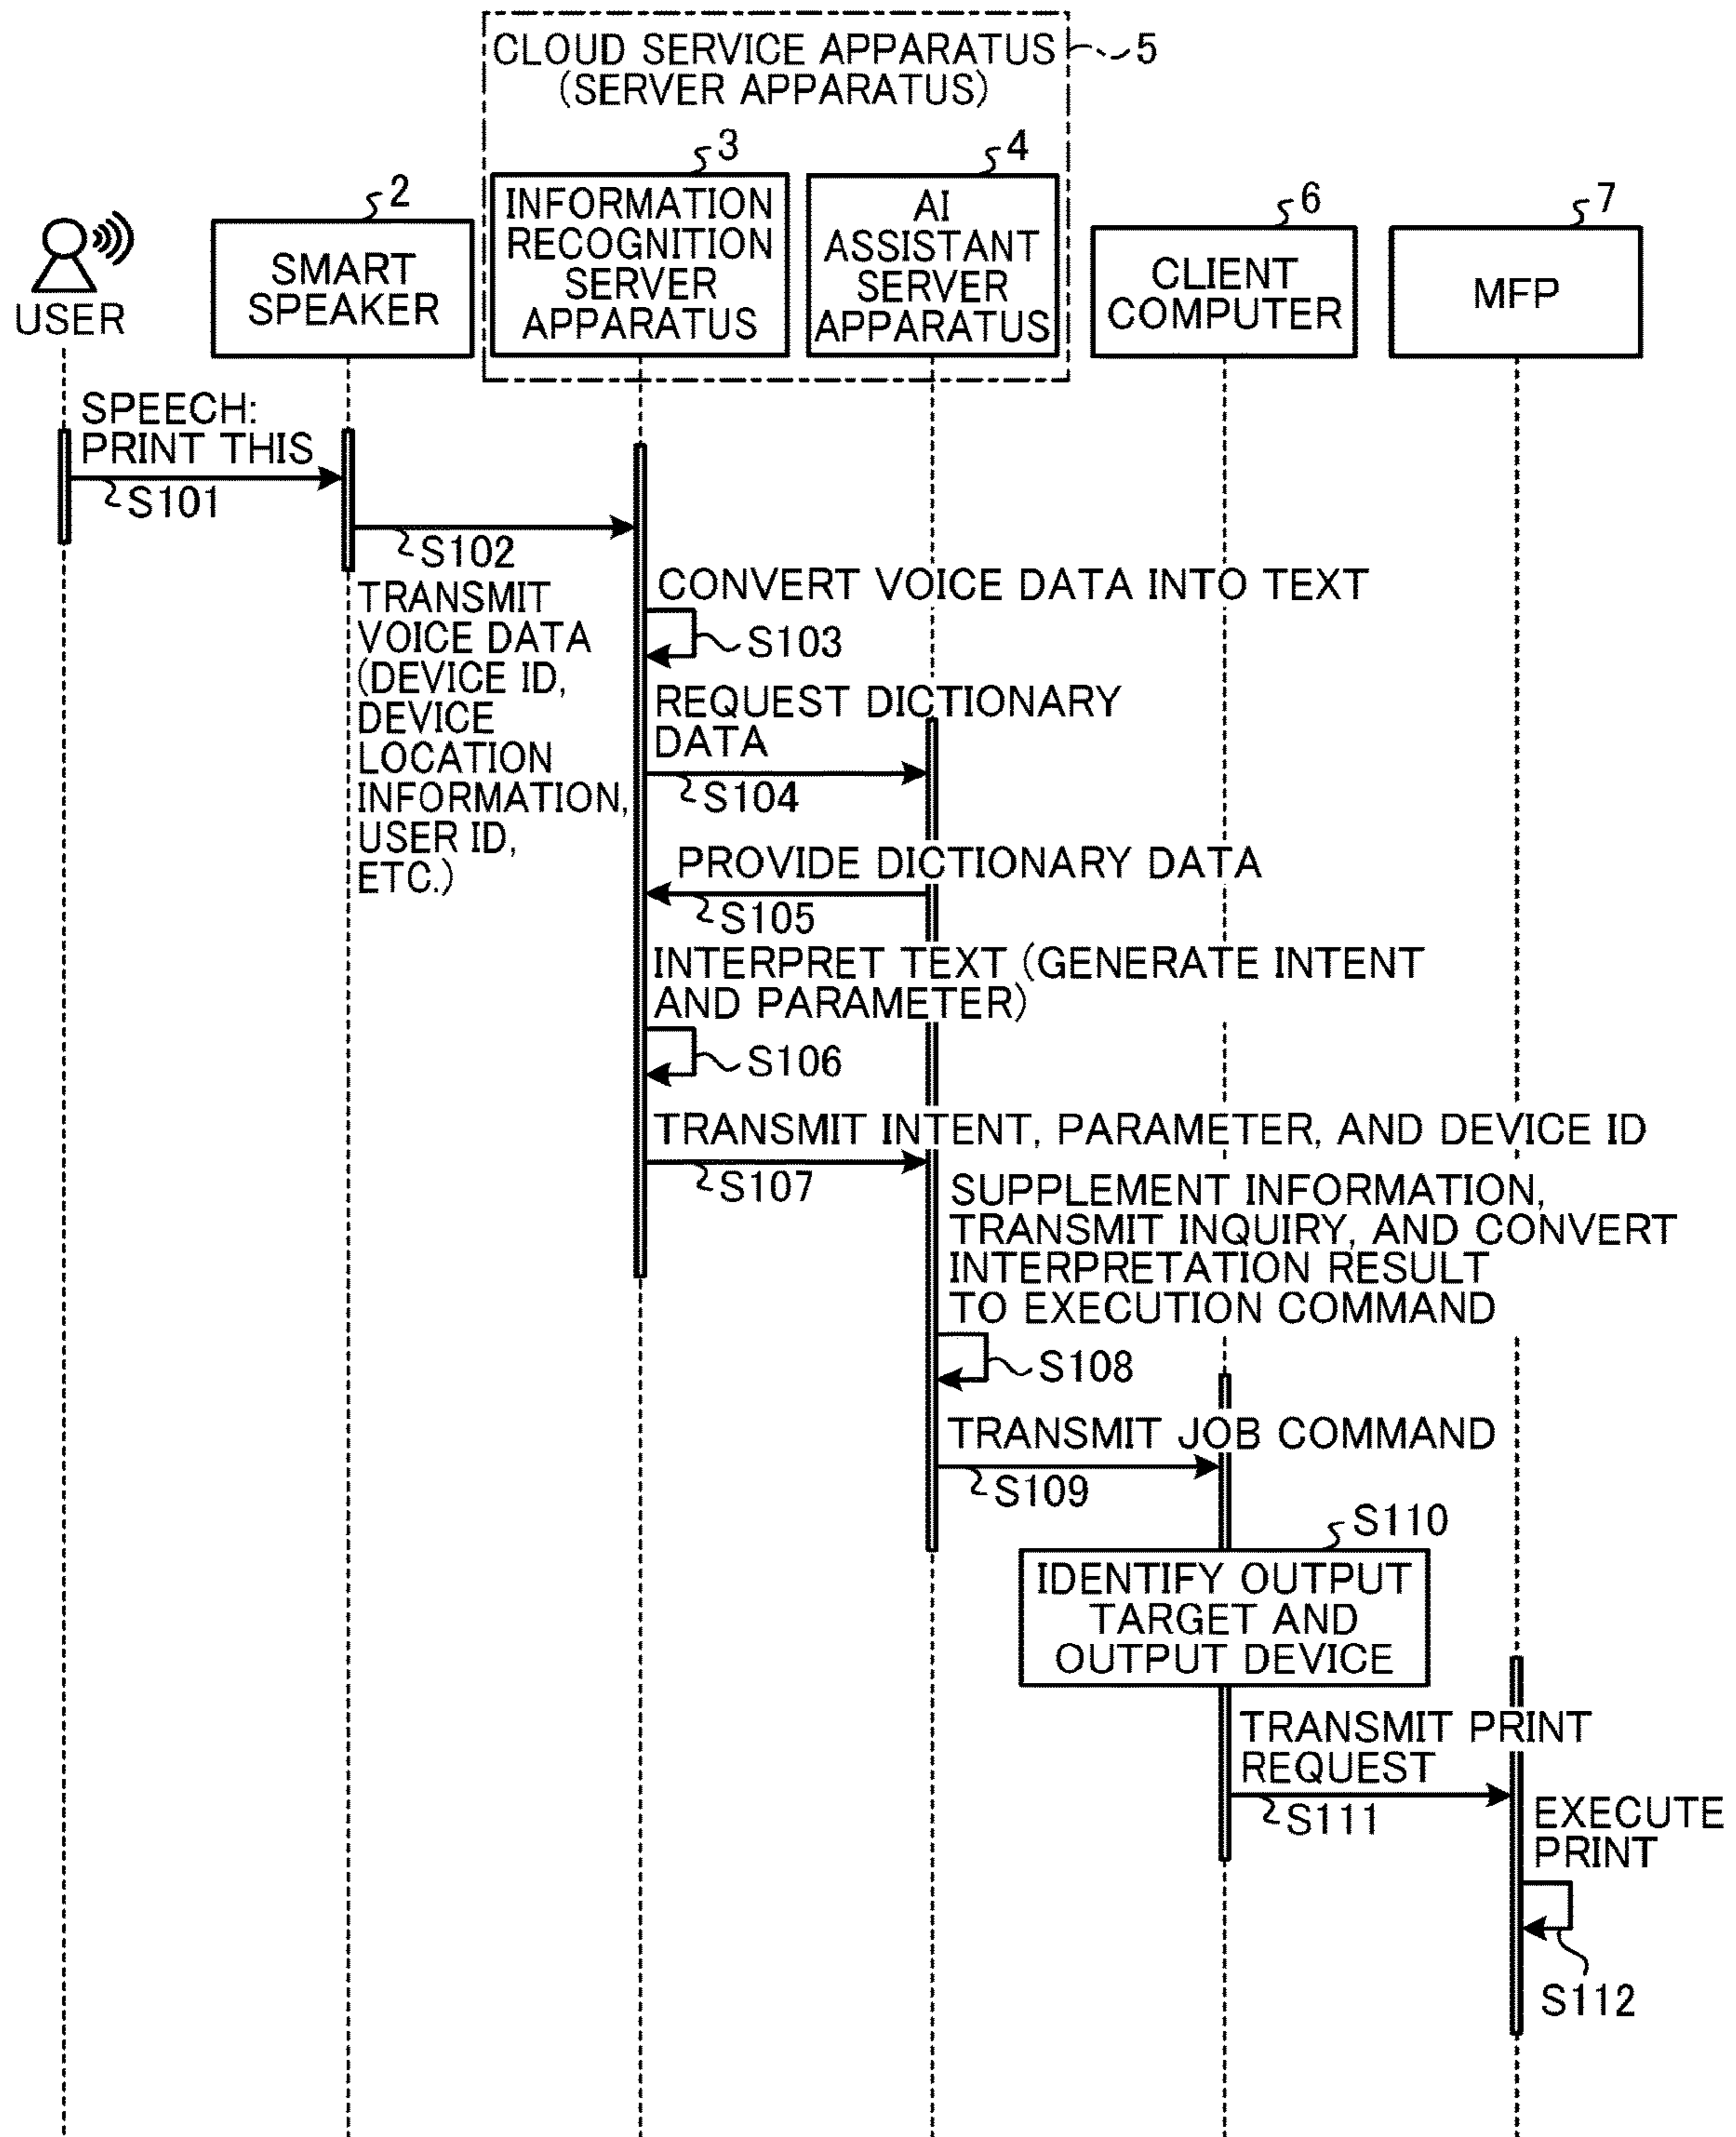 CLOUD SERVICE APPARATUS
(SERVER APPARATUS)
5
3
4
2
6
7
USER
SMART
SPEAKER
INFORMATION
RECOGNITION
SERVER
APPARATUS
AI
ASSISTANT
SERVER
APPARATUS
CLIENT
COMPUTER
MFP
SPEECH:
PRINT THIS
S101
S102
TRANSMIT
VOICE DATA
(DEVICE ID,
DEVICE
LOCATION
INFORMATION,
USER ID,
ETC.)
CONVERT VOICE DATA INTO TEXT
S103
REQUEST DICTIONARY
DATA
S104
PROVIDE DICTIONARY DATA
S105
INTERPRET TEXT (GENERATE INTENT
AND PARAMETER)
S106
TRANSMIT INTENT, PARAMETER, AND DEVICE ID
S107
SUPPLEMENT INFORMATION,
TRANSMIT INQUIRY, AND CONVERT
INTERPRETATION RESULT
TO EXECUTION COMMAND
S108
TRANSMIT JOB COMMAND
S109
S110
IDENTIFY OUTPUT
TARGET AND
OUTPUT DEVICE
TRANSMIT PRINT
REQUEST
S111
EXECUTE
PRINT
S112